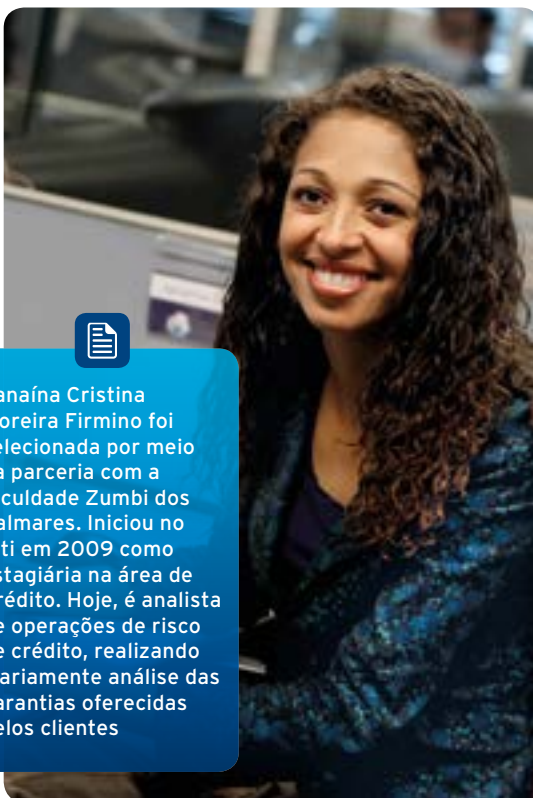 anaína Cristina
oreira Firmino foi
elecionada por meio
a parceria com a
culdade Zumbi dos
almares. Iniciou no
ti em 2009 como
stagiária na área de
rédito. Hoje, é analista
e operações de risco
e crédito, realizando
ariamente análise das
arantias oferecidas
elos clientes